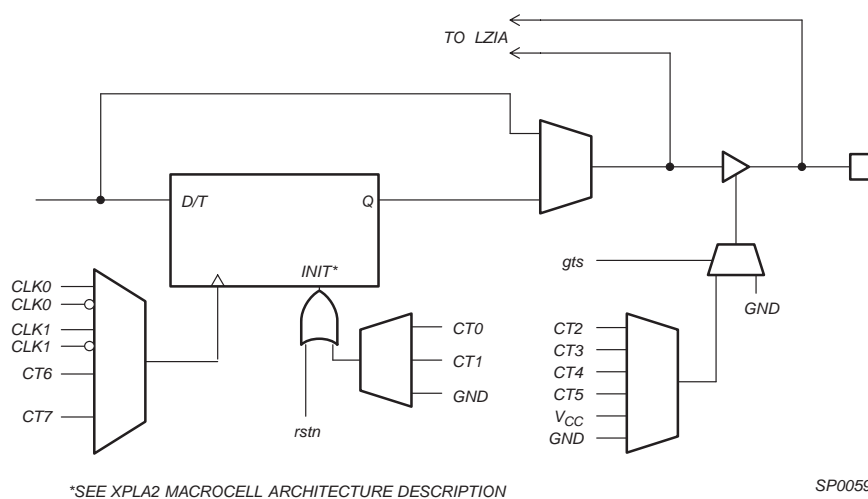 TO LZIA
D/T
Q
INIT*
CLK0
CLK0
CLK1
CLK1
CT6
CT7
CT0
CT1
GND
rstn
gts
GND
CT2
CT3
CT4
CT5
VCC
GND
*SEE XPLA2 MACROCELL ARCHITECTURE DESCRIPTION
SP0059